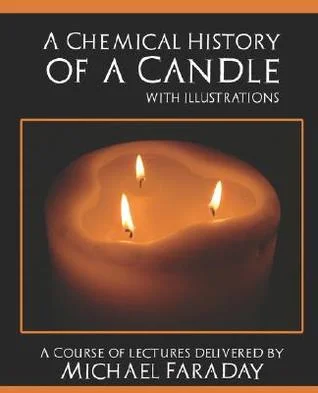 A Chemical History
of a Candle
with illustrations
A Course of lectures delivered by
Michael Faraday